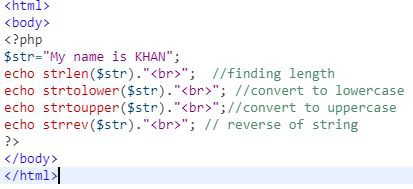 <html>
<body>
<?php
$str="My name is KHAN";
echo strlen($str)."<br>";  //finding length
echo strtolower($str)."<br>"; //convert to lowercase
echo strtoupper($str)."<br>";//convert to uppercase
echo strrev($str)."<br>"; // reverse of string
?>
</body>
</html>